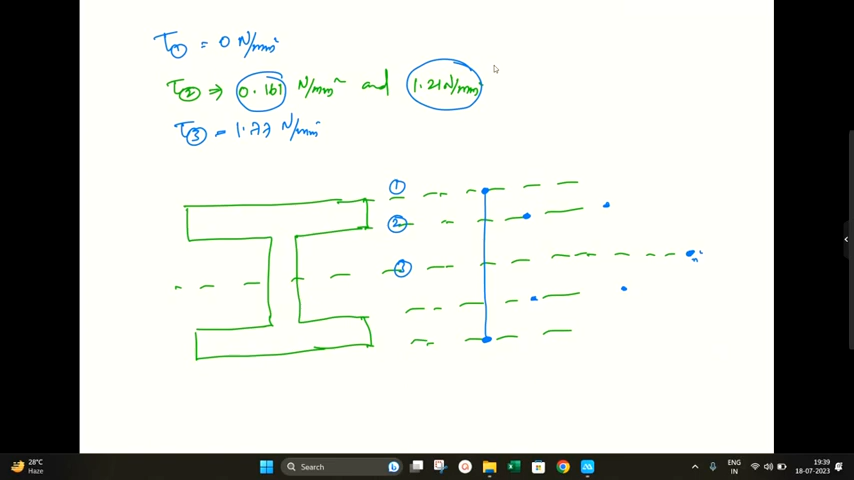 τ① = 0 N/mm²
τ② ⇒ 0.161 N/mm² and 1.21 N/mm²
τ③ = 1.77 N/mm²
①
②
③
28°C
Haze
Search
ENG
IN
19:39
18-07-2023